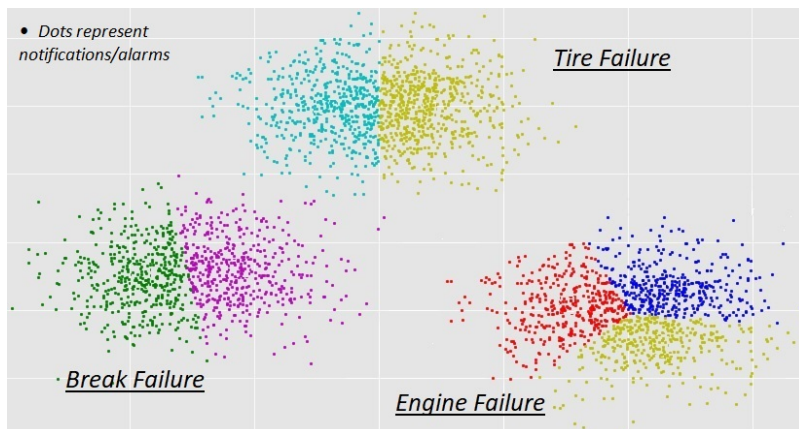 • Dots represent
notifications/alarms
Tire Failure
Break Failure
Engine Failure